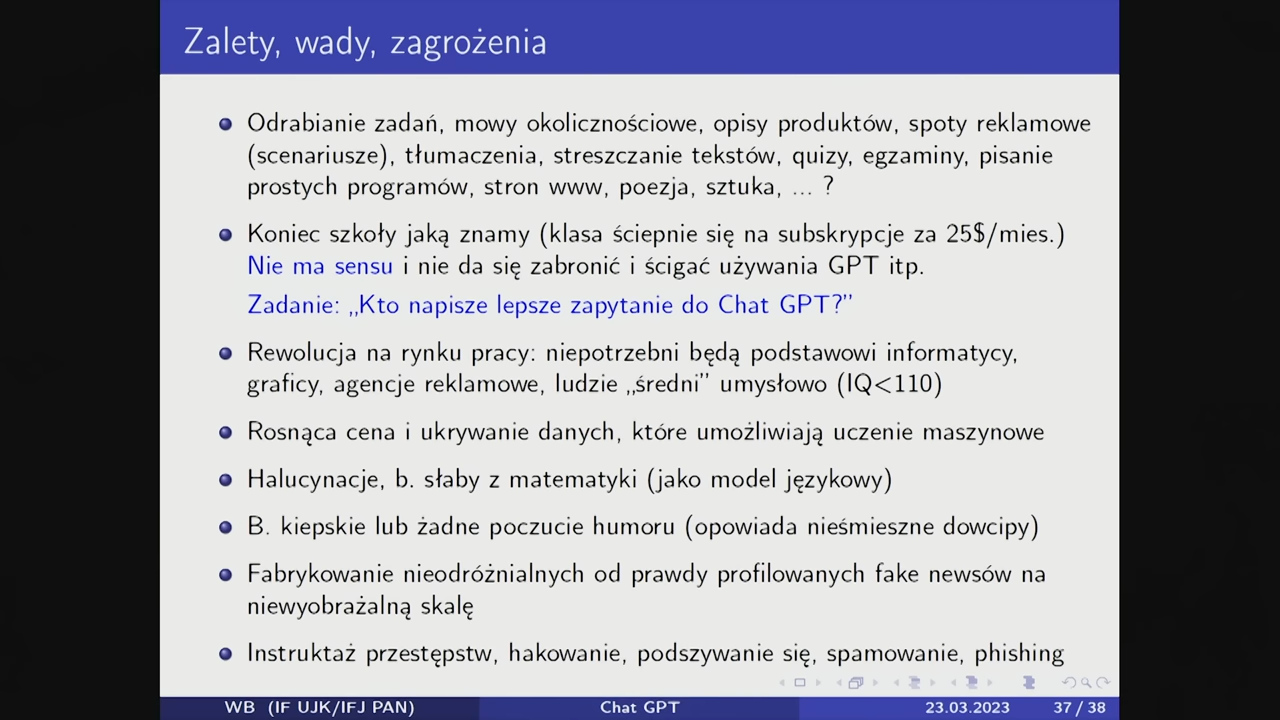 Zalety, wady, zagrożenia
Odrabianie zadań, mowy okolicznościowe, opisy produktów, spoty reklamowe
(scenariusze), tłumaczenia, streszczanie tekstów, quizy, egzaminy, pisanie
prostych programów, stron www, poezja, sztuka, ... ?
Koniec szkoły jaką znamy (klasa ściepnie się na subskrypcje za 25$/mies.)
Nie ma sensu i nie da się zabronić i ścigać używania GPT itp.
Zadanie: „Kto napisze lepsze zapytanie do Chat GPT?”
Rewolucja na rynku pracy: niepotrzebni będą podstawowi informatycy,
graficy, agencje reklamowe, ludzie „średni” umysłowo (IQ<110)
Rosnąca cena i ukrywanie danych, które umożliwiają uczenie maszynowe
Halucynacje, b. słaby z matematyki (jako model językowy)
B. kiepskie lub żadne poczucie humoru (opowiada nieśmieszne dowcipy)
Fabrykowanie nieodróżnialnych od prawdy profilowanych fake newsów na
niewyobrażalną skalę
Instruktaż przestępstw, hakowanie, podszywanie się, spamowanie, phishing
WB (IF UJK/IFJ PAN) Chat GPT 23.03.2023 37 / 38